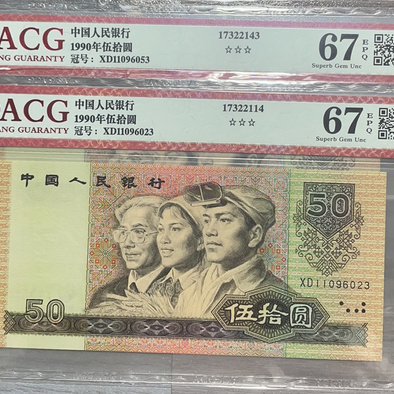 ACG
NG GUARANTY
中国人民银行
1990年伍拾圆
冠号：XD11096053
17322143
☆☆☆
67 EPQ
Superb Gem Unc
ACG
NG GUARANTY
中国人民银行
1990年伍拾圆
冠号：XD11096023
17322114
☆☆☆
67 EPQ
Superb Gem Unc
中国人民银行
50
XD11096023
50
伍拾圆